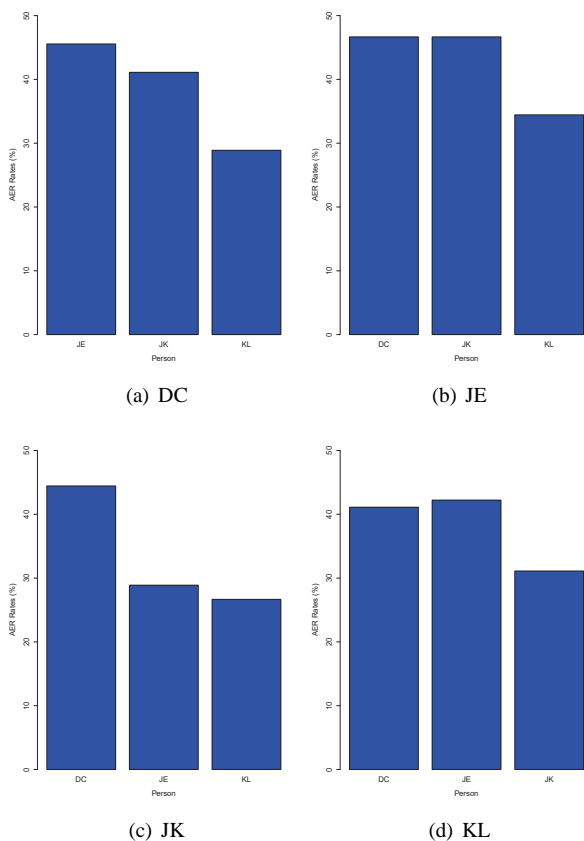 AER Rates (%)
50
40
30
20
10
0
JE JK KL
Person
(a) DC
AER Rates (%)
50
40
30
20
10
0
DC JK KL
Person
(b) JE
AER Rates (%)
50
40
30
20
10
0
DC JE KL
Person
(c) JK
AER Rates (%)
50
40
30
20
10
0
DC JE JK
Person
(d) KL